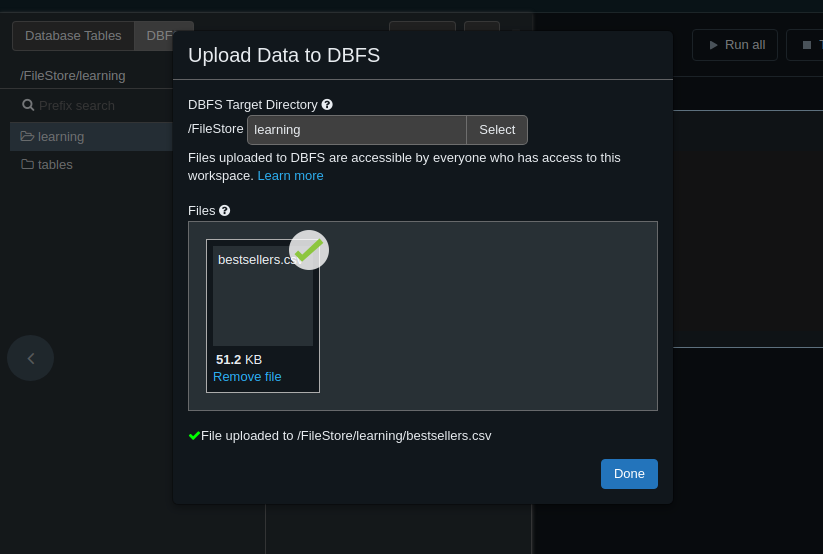 Database Tables
DBFS
Upload Data to DBFS
Run all
/FileStore/learning
Prefix search
learning
tables
DBFS Target Directory
/FileStore learning Select
Files uploaded to DBFS are accessible by everyone who has access to this
workspace. Learn more
Files
bestsellers.csv
51.2 KB
Remove file
File uploaded to /FileStore/learning/bestsellers.csv
Done